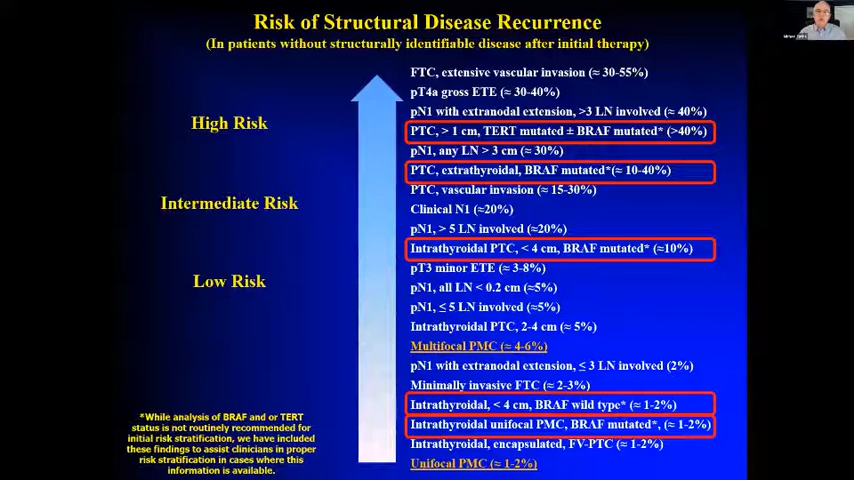 Risk of Structural Disease Recurrence
(In patients without structurally identifiable disease after initial therapy)
High Risk
Intermediate Risk
Low Risk
FTC, extensive vascular invasion (≈ 30-55%)
pT4a gross ETE (≈ 30-40%)
pN1 with extranodal extension, >3 LN involved (≈ 40%)
PTC, > 1 cm, TERT mutated ± BRAF mutated* (>40%)
pN1, any LN > 3 cm (≈ 30%)
PTC, extrathyroidal, BRAF mutated*(≈ 10-40%)
PTC, vascular invasion (≈ 15-30%)
Clinical N1 (≈20%)
pN1, > 5 LN involved (≈20%)
Intrathyroidal PTC, < 4 cm, BRAF mutated* (≈10%)
pT3 minor ETE (≈ 3-8%)
pN1, all LN < 0.2 cm (≈5%)
pN1, ≤ 5 LN involved (≈5%)
Intrathyroidal PTC, 2-4 cm (≈ 5%)
Multifocal PMC (≈ 4-6%)
pN1 with extranodal extension, ≤ 3 LN involved (2%)
Minimally invasive FTC (≈ 2-3%)
Intrathyroidal, < 4 cm, BRAF wild type* (≈ 1-2%)
Intrathyroidal unifocal PMC, BRAF mutated*, (≈ 1-2%)
Intrathyroidal, encapsulated, FV-PTC (≈ 1-2%)
Unifocal PMC (≈ 1-2%)
*While analysis of BRAF and or TERT
status is not routinely recommended for
initial risk stratification, we have included
these findings to assist clinicians in proper
risk stratification in cases where this
information is available.